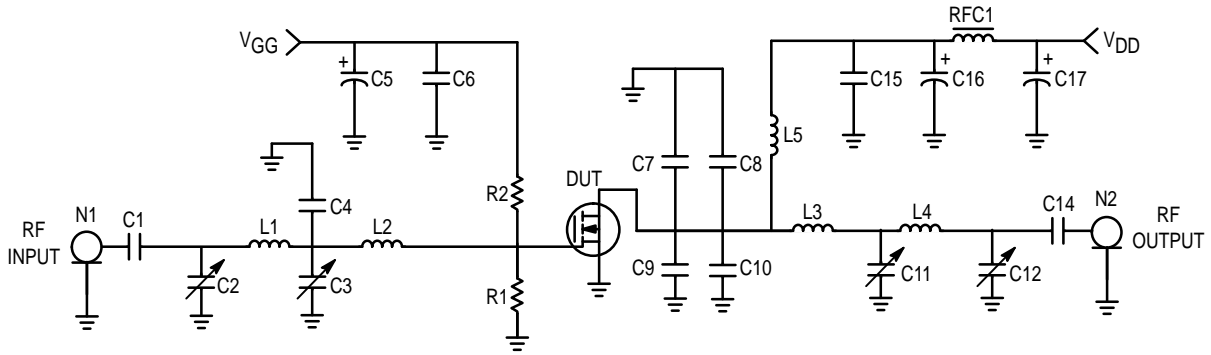 RFC1
VGG
VDD
+
C5
C6
C15
+
C16
+
C17
L5
C7
C8
R2
DUT
C4
N1
C1
L1
L2
L3
L4
C14
N2
RF
INPUT
RF
OUTPUT
C2
C3
R1
C9
C10
C11
C12